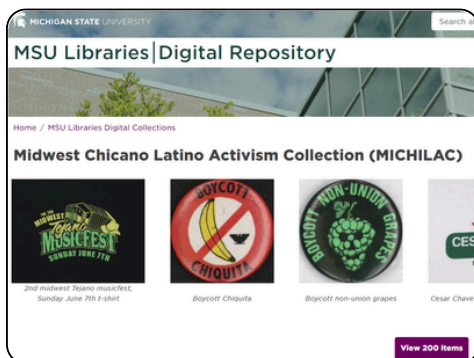 MICHIGAN STATE UNIVERSITY
Search al
MSU Libraries|Digital Repository
Home / MSU Libraries Digital Collections
Midwest Chicano Latino Activism Collection (MICHILAC)
MIDWEST
Tejano
MUSICFEST
SUNDAY JUNE 7TH
BOYCOTT
CHIQUITA
BOYCOTT NON-UNION GRAPES
CES
2nd midwest Tejano musicfest,
Sunday June 7th t-shirt
Boycott Chiquita
Boycott non-union grapes
Cesar Chave
View 200 items